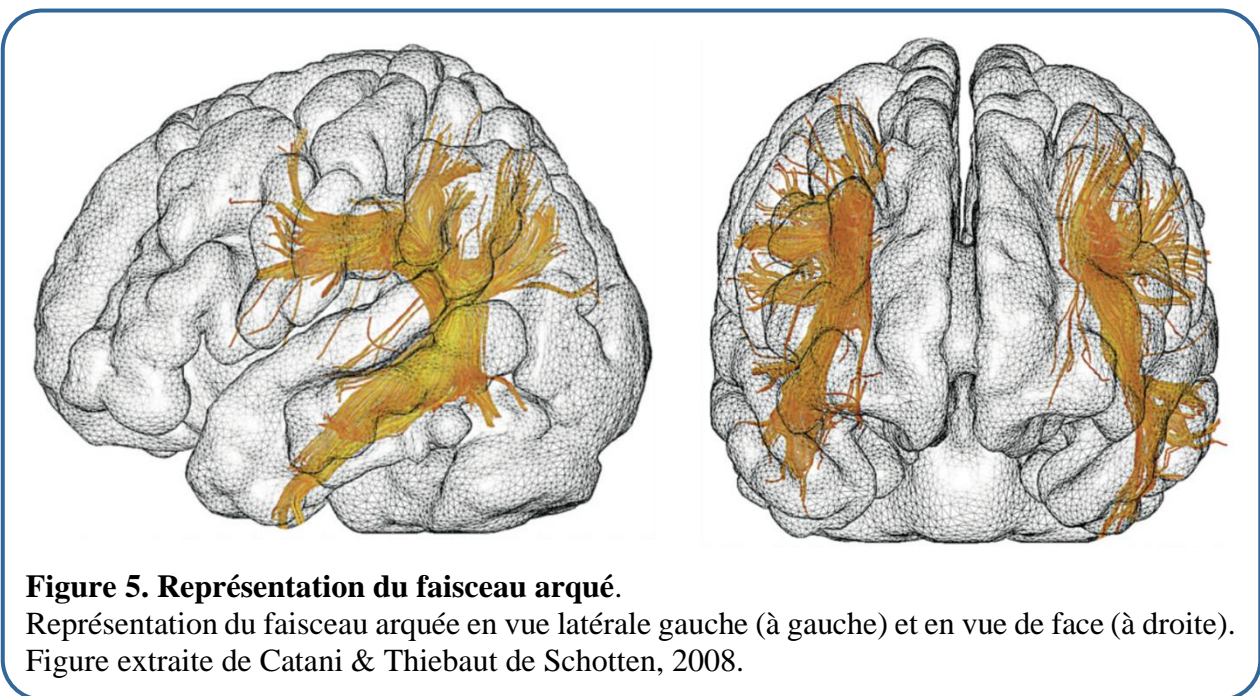 Figure 5. Représentation du faisceau arqué.
Représentation du faisceau arquée en vue latérale gauche (à gauche) et en vue de face (à droite).
Figure extraite de Catani & Thiebaut de Schotten, 2008.